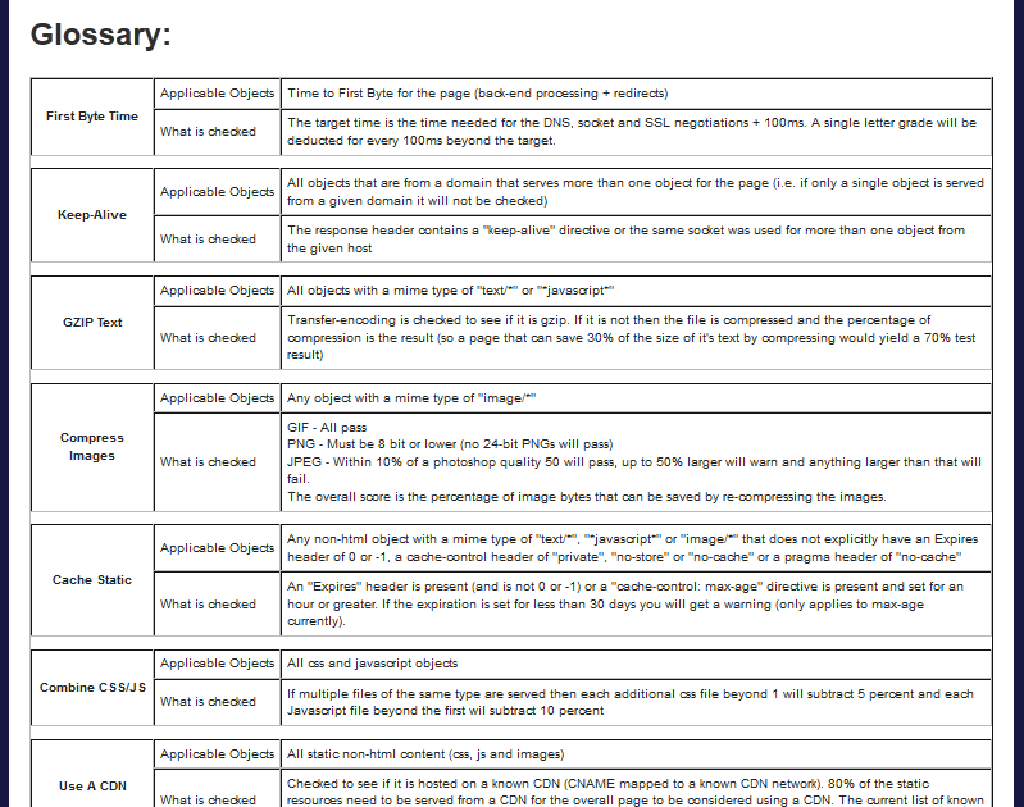 Glossary:
First Byte Time
Applicable Objects
Time to First Byte for the page (back-end processing + redirects)
What is checked
The target time is the time needed for the DNS, socket and SSL negotiations + 100ms. A single letter grade will be
deducted for every 100ms beyond the target.
Keep-Alive
Applicable Objects
All objects that are from a domain that serves more than one object for the page (i.e. if only a single object is served
from a given domain it will not be checked)
What is checked
The response header contains a "keep-alive" directive or the same socket was used for more than one object from
the given host
GZIP Text
Applicable Objects
All objects with a mime type of "text/*" or "*javascript*"
What is checked
Transfer-encoding is checked to see if it is gzip. If it is not then the file is compressed and the percentage of
compression is the result (so a page that can save 30% of the size of it's text by compressing would yield a 70% test
result)
Compress
Images
Applicable Objects
Any object with a mime type of "image/*"
What is checked
GIF - All pass
PNG - Must be 8 bit or lower (no 24-bit PNGs will pass)
JPEG - Within 10% of a photoshop quality 50 will pass, up to 50% larger will warn and anything larger than that will
fail.
The overall score is the percentage of image bytes that can be saved by re-compressing the images.
Cache Static
Applicable Objects
Any non-html object with a mime type of "text/*", "*javascript*" or "image/*" that does not explicitly have an Expires
header of 0 or -1, a cache-control header of "private", "no-store" or "no-cache" or a pragma header of "no-cache"
What is checked
An "Expires" header is present (and is not 0 or -1) or a "cache-control: max-age" directive is present and set for an
hour or greater. If the expiration is set for less than 30 days you will get a warning (only applies to max-age
currently).
Combine CSS/JS
Applicable Objects
All css and javascript objects
What is checked
If multiple files of the same type are served then each additional css file beyond 1 will subtract 5 percent and each
Javascript file beyond the first wil subtract 10 percent
Use A CDN
Applicable Objects
All static non-html content (css, js and images)
What is checked
Checked to see if it is hosted on a known CDN (CNAME mapped to a known CDN network). 80% of the static
resources need to be served from a CDN for the overall page to be considered using a CDN. The current list of known